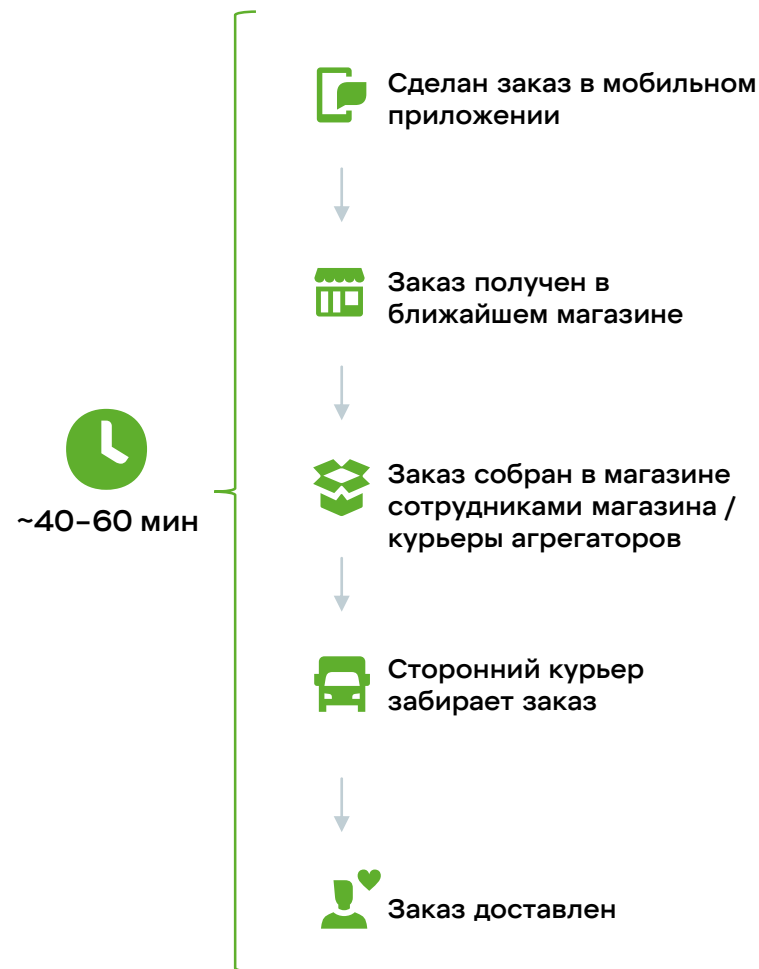 Сделан заказ в мобильном
приложении
Заказ получен в
ближайшем магазине
~40–60 мин
Заказ собран в магазине
сотрудниками магазина /
курьеры агрегаторов
Сторонний курьер
забирает заказ
Заказ доставлен